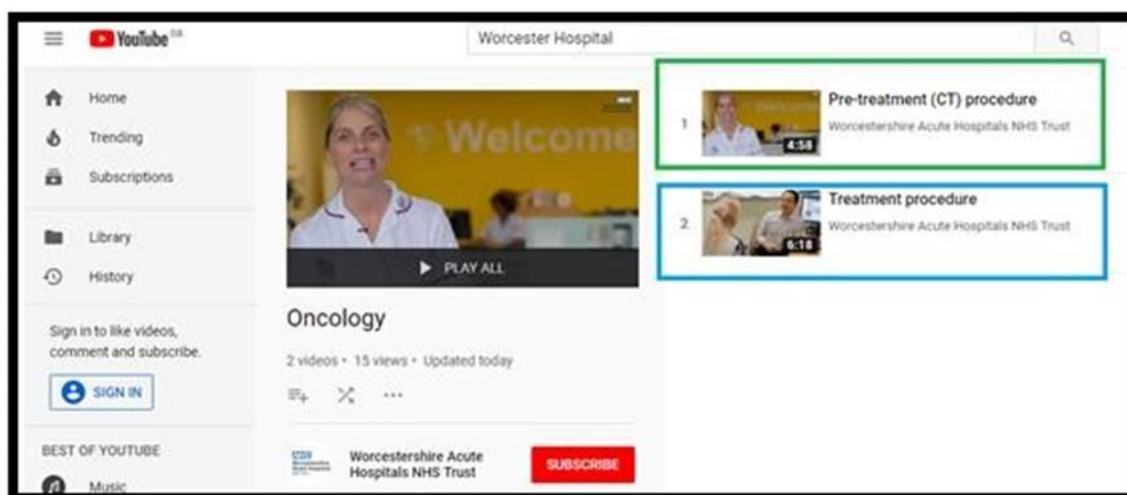 YouTube GB
Worcester Hospital
Home
Trending
Subscriptions
Library
History
Sign in to like videos,
comment and subscribe.
SIGN IN
BEST OF YOUTUBE
Music
Welcome
PLAY ALL
Oncology
2 videos • 15 views • Updated today
Worcestershire Acute
Hospitals NHS Trust
SUBSCRIBE
1
4:58
Pre-treatment (CT) procedure
Worcestershire Acute Hospitals NHS Trust
2
6:18
Treatment procedure
Worcestershire Acute Hospitals NHS Trust